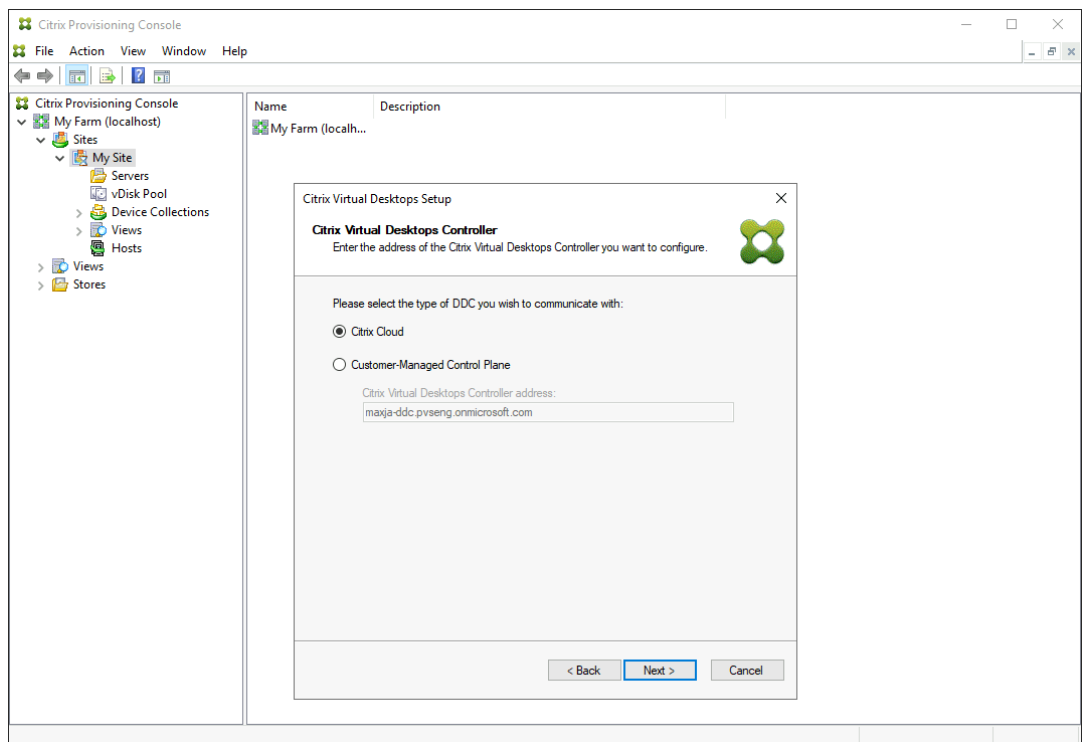 Citrix Provisioning Console
File Action View Window Help
Citrix Provisioning Console
My Farm (localhost)
Sites
My Site
Servers
vDisk Pool
Device Collections
Views
Hosts
Views
Stores
Name Description
My Farm (localh...
Citrix Virtual Desktops Setup
Citrix Virtual Desktops Controller
Enter the address of the Citrix Virtual Desktops Controller you want to configure.
Please select the type of DDC you wish to communicate with:
Citrix Cloud
Customer-Managed Control Plane
Citrix Virtual Desktops Controller address:
maxja-ddc.pvseng.onmicrosoft.com
< Back Next > Cancel